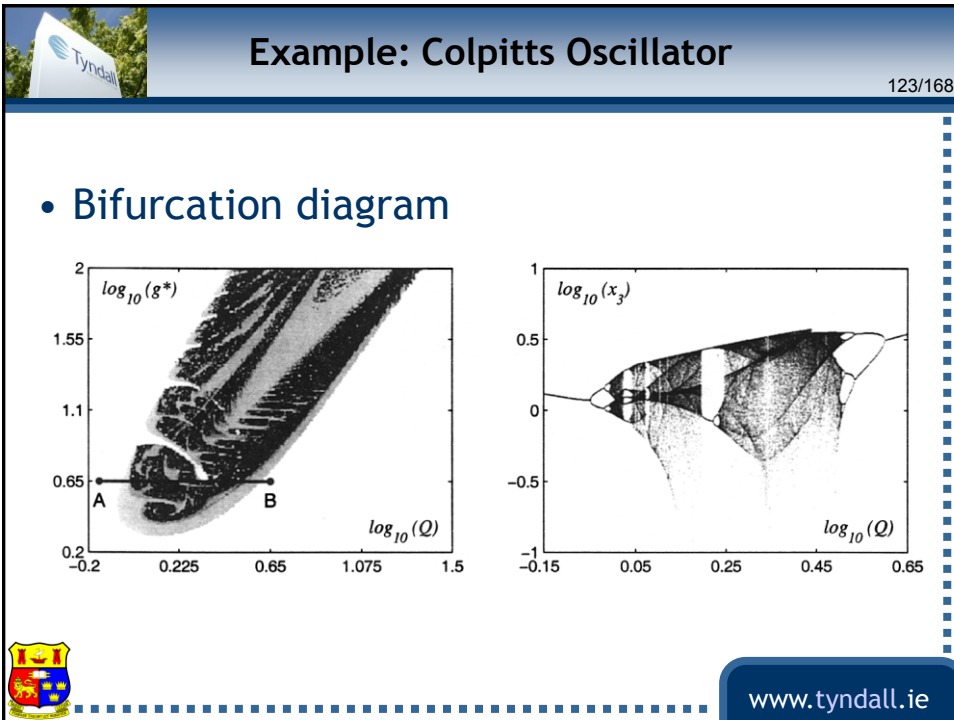 Tyndall
Example: Colpitts Oscillator
123/168
• Bifurcation diagram
2
log10(g*)
1.55
1.1
0.65
A
B
log10(Q)
0.2
-0.2 0.225 0.65 1.075 1.5
1
log10(x3)
0.5
0
-0.5
log10(Q)
-1
-0.15 0.05 0.25 0.45 0.65
www.tyndall.ie